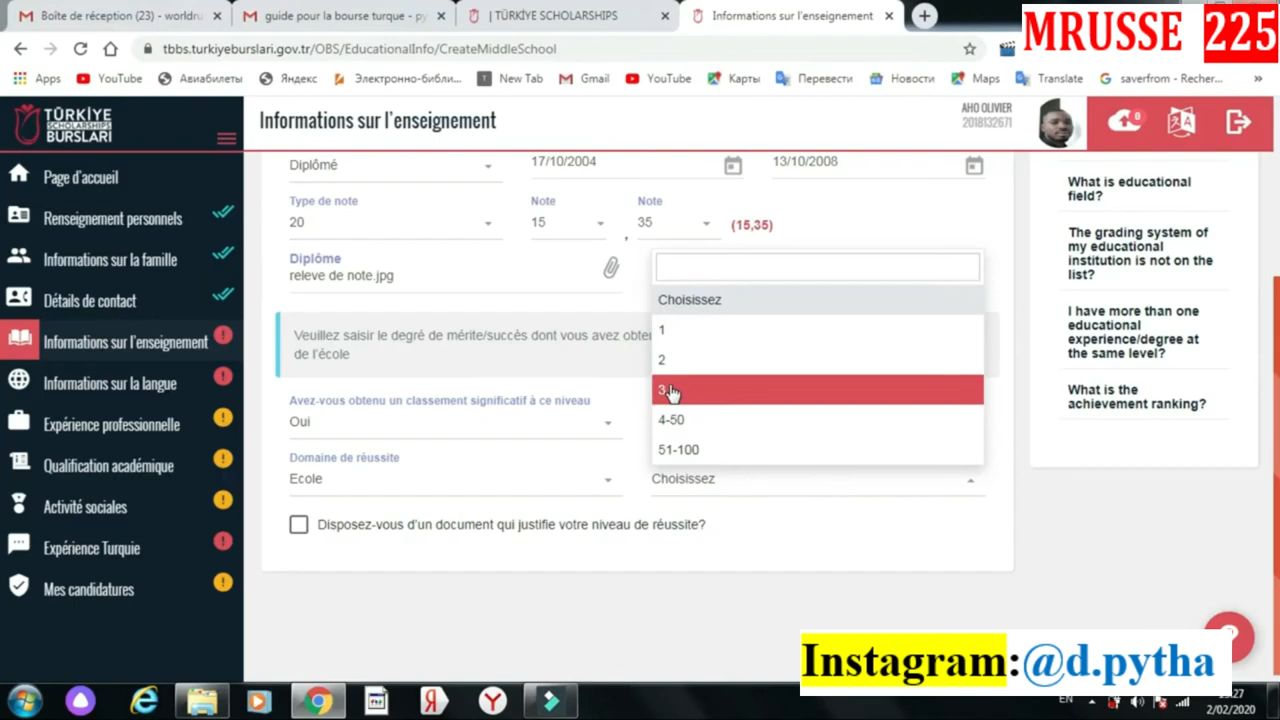 Boîte de réception (23) - worldru
guide pour la bourse turque - py
| TÜRKİYE SCHOLARSHIPS
Informations sur l'enseignement
MRUSSE 225
tbbs.turkiyeburslari.gov.tr/OBS/EducationalInfo/CreateMiddleSchool
Apps
YouTube
Авиабилеты
Яндекс
Электронно-библи...
New Tab
Gmail
YouTube
Карты
Перевести
Новости
Maps
Translate
saverfrom - Recher...
»
TÜRKİYE
SCHOLARSHIPS
BURSLARI
Informations sur l'enseignement
AHO OLIVIER
2018132671
0
Page d'accueil
Renseignement personnels
Informations sur la famille
Détails de contact
Informations sur l'enseignement
Informations sur la langue
Expérience professionnelle
Qualification académique
Activité sociales
Expérience Turquie
Mes candidatures
Diplômé
17/10/2004
13/10/2008
Type de note
Note
Note
20
15
,
35
(15,35)
Diplôme
releve de note.jpg
Veuillez saisir le degré de mérite/succès dont vous avez obte
de l'école
Avez-vous obtenu un classement significatif à ce niveau
Oui
Domaine de réussite
Ecole
Choisissez
1
2
3
4-50
51-100
Choisissez
Disposez-vous d'un document qui justifie votre niveau de réussite?
What is educational
field?
The grading system of
my educational
institution is not on the
list?
I have more than one
educational
experience/degree at
the same level?
What is the
achievement ranking?
?
Instagram:@d.pytha
EN
2/02/2020